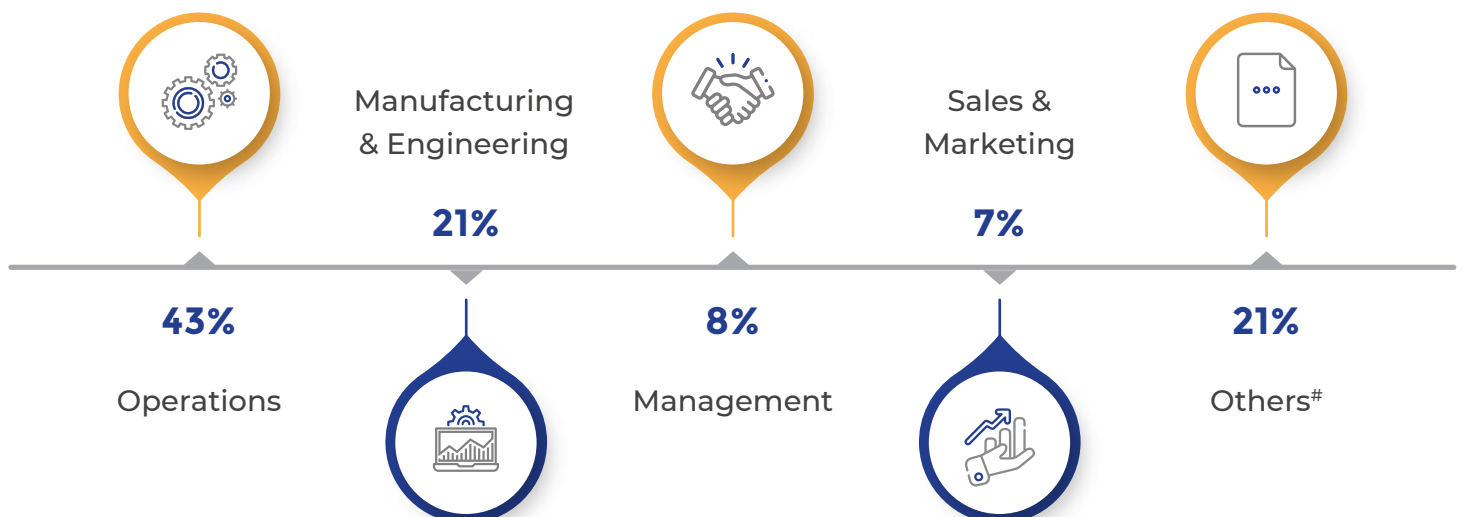 43%
Operations
Manufacturing
& Engineering
21%
8%
Management
Sales &
Marketing
7%
21%
Others#